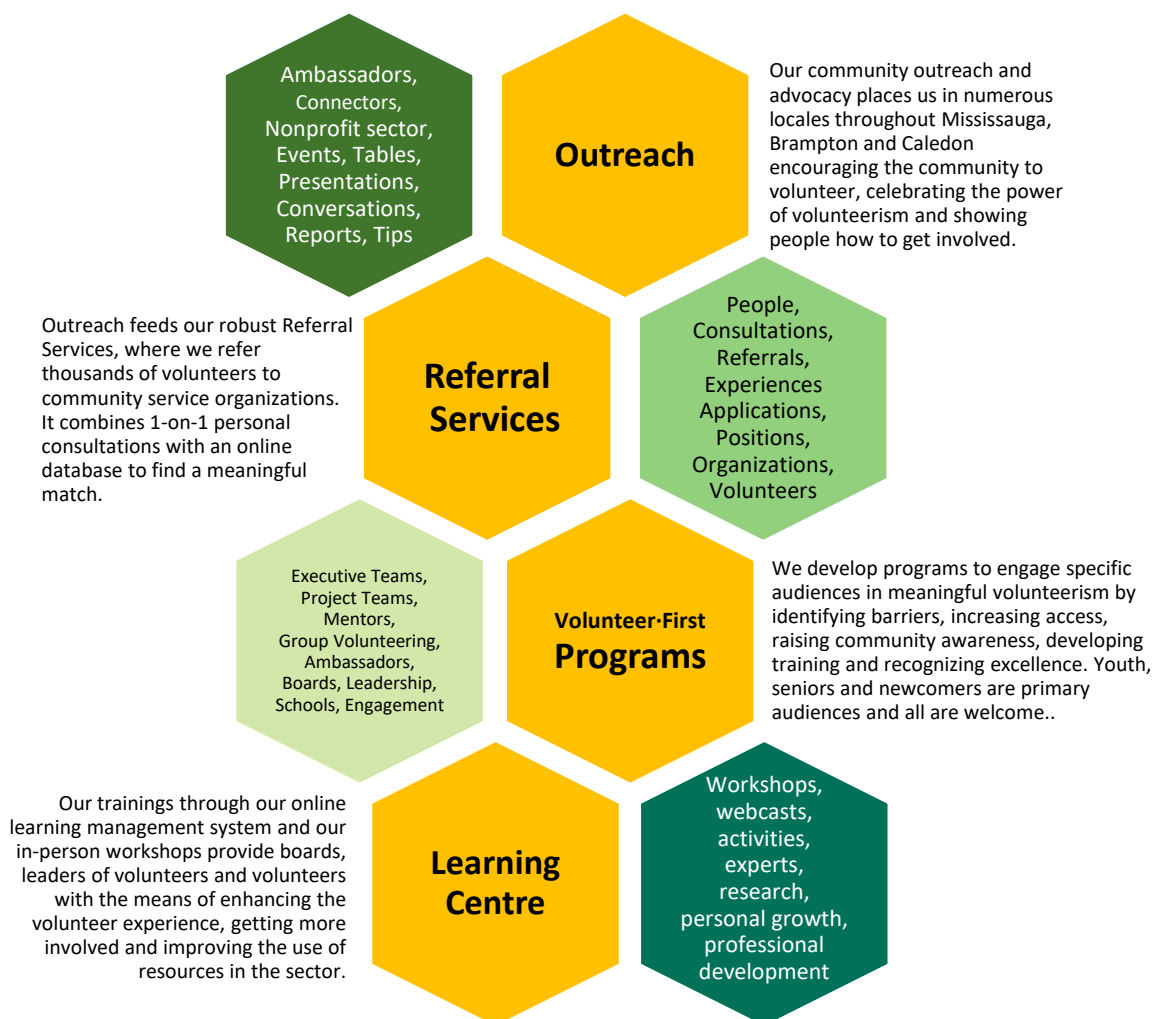 Ambassadors,
Connectors,
Nonprofit sector,
Events, Tables,
Presentations,
Conversations,
Reports, Tips
Outreach
Our community outreach and
advocacy places us in numerous
locales throughout Mississauga,
Brampton and Caledon
encouraging the community to
volunteer, celebrating the power
of volunteerism and showing
people how to get involved.
Outreach feeds our robust Referral
Services, where we refer
thousands of volunteers to
community service organizations.
It combines 1-on-1 personal
consultations with an online
database to find a meaningful
match.
Referral
Services
People,
Consultations,
Referrals,
Experiences
Applications,
Positions,
Organizations,
Volunteers
Executive Teams,
Project Teams,
Mentors,
Group Volunteering,
Ambassadors,
Boards, Leadership,
Schools, Engagement
Volunteer·First
Programs
We develop programs to engage specific
audiences in meaningful volunteerism by
identifying barriers, increasing access,
raising community awareness, developing
training and recognizing excellence. Youth,
seniors and newcomers are primary
audiences and all are welcome..
Our trainings through our online
learning management system and our
in-person workshops provide boards,
leaders of volunteers and volunteers
with the means of enhancing the
volunteer experience, getting more
involved and improving the use of
resources in the sector.
Learning
Centre
Workshops,
webcasts,
activities,
experts,
research,
personal growth,
professional
development